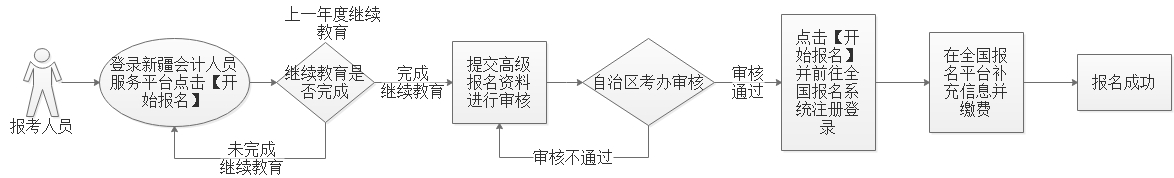 报考人员
登录新疆会计人员
服务平台点击【开
始报名】
上一年度继续
教育
继续教育是
否完成
未完成
继续教育
完成
继续教育
提交高级
报名资料
进行审核
自治区考办审核
审核不通过
审核
通过
点击【开
始报名】
并前往全
国报名系
统注册登
录
在全国报
名平台补
充信息并
缴费
报名成功